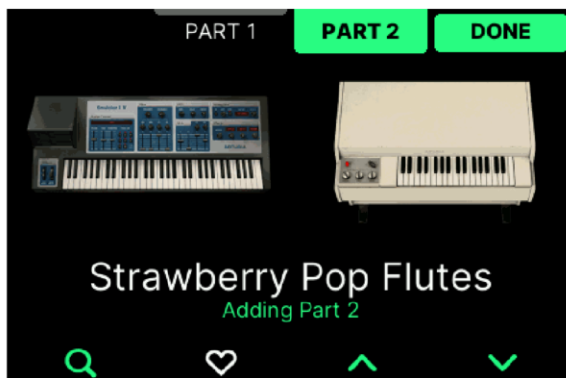 PART 1
PART 2
DONE
Strawberry Pop Flutes
Adding Part 2